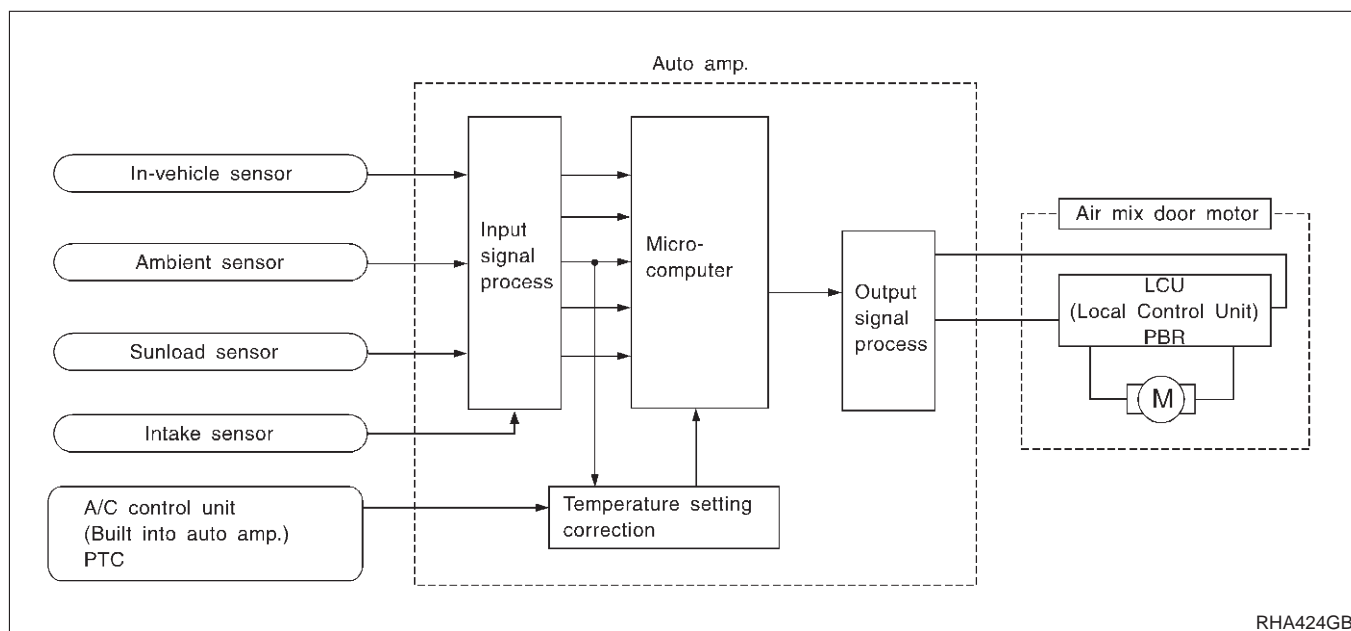 Auto amp.
In-vehicle sensor
Ambient sensor
Sunload sensor
Intake sensor
A/C control unit
(Built into auto amp.)
PTC
Input
signal
process
Micro-
computer
Temperature setting
correction
Output
signal
process
Air mix door motor
LCU
(Local Control Unit)
PBR
M
RHA424GB